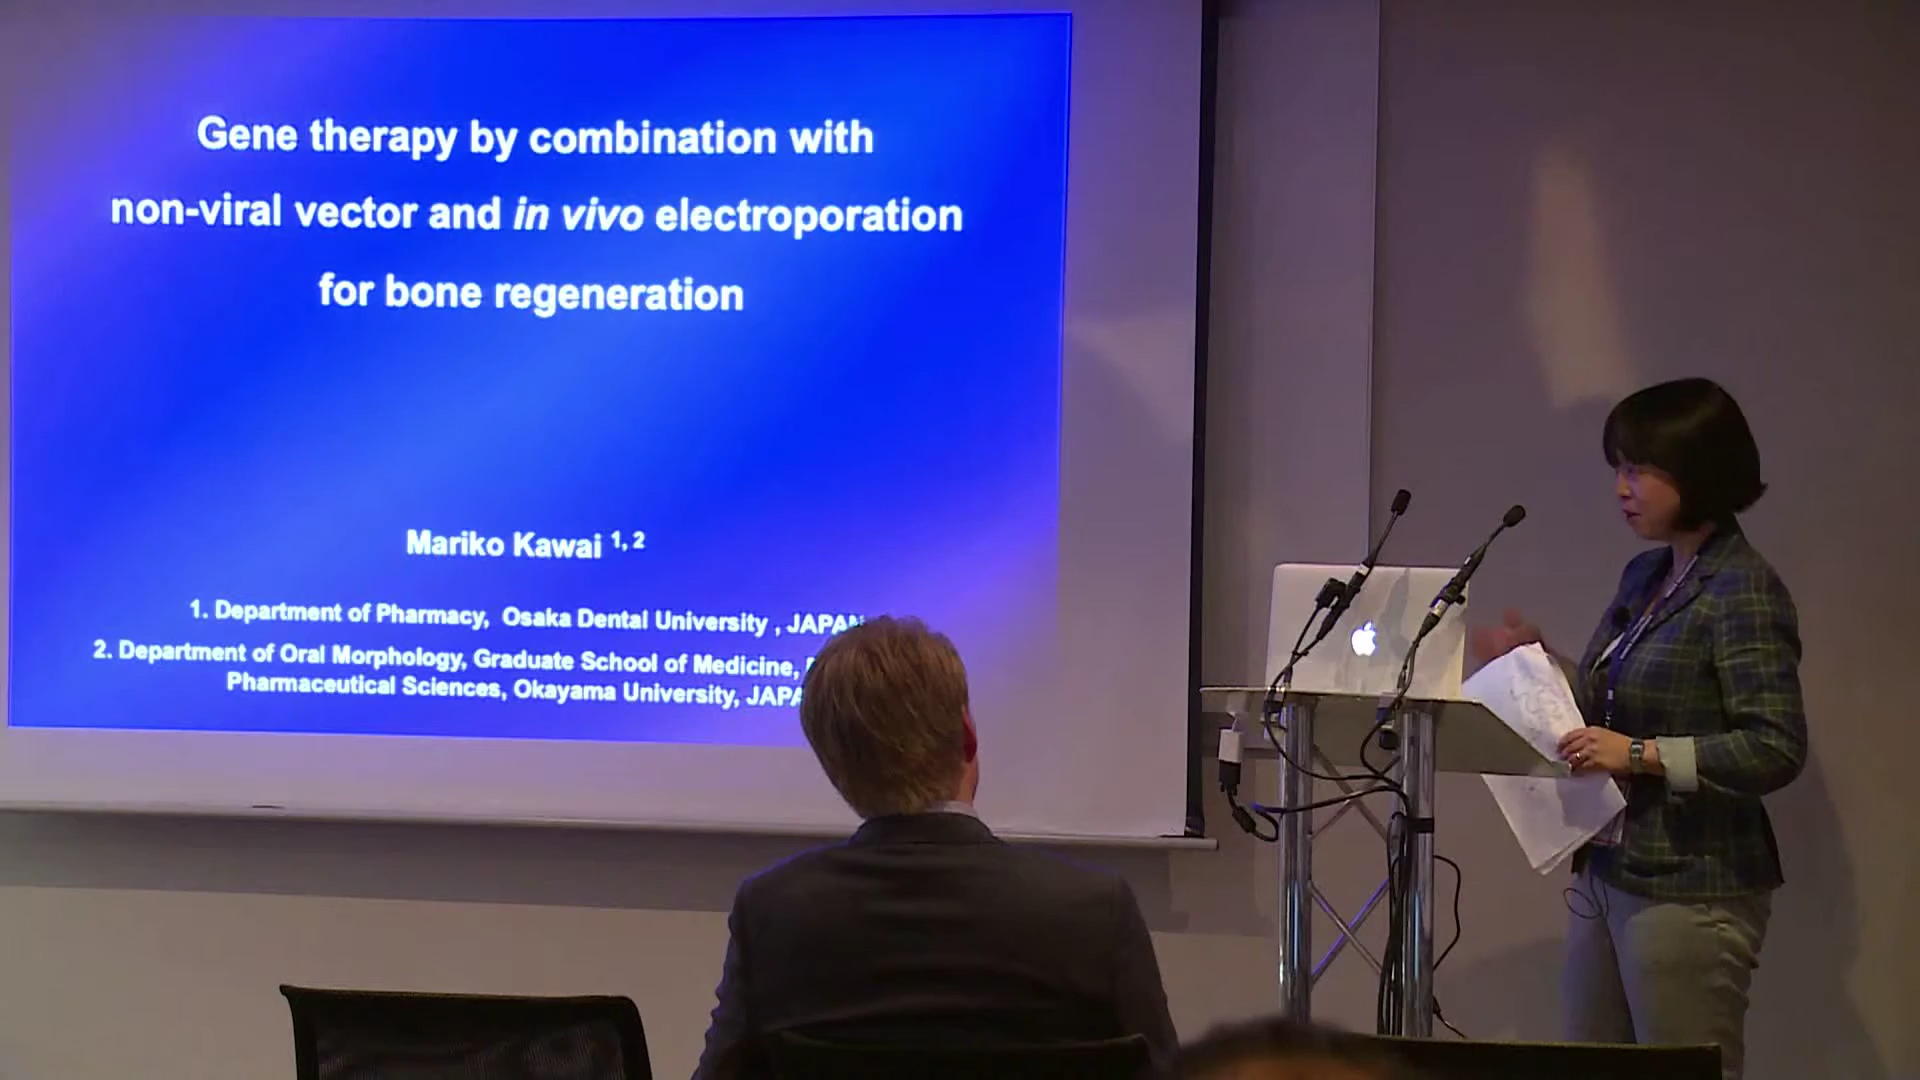 Gene therapy by combination with
non-viral vector and in vivo electroporation
for bone regeneration
Mariko Kawai 1, 2
1. Department of Pharmacy, Osaka Dental University , JAPAN
2. Department of Oral Morphology, Graduate School of Medicine,
Pharmaceutical Sciences, Okayama University, JAPA